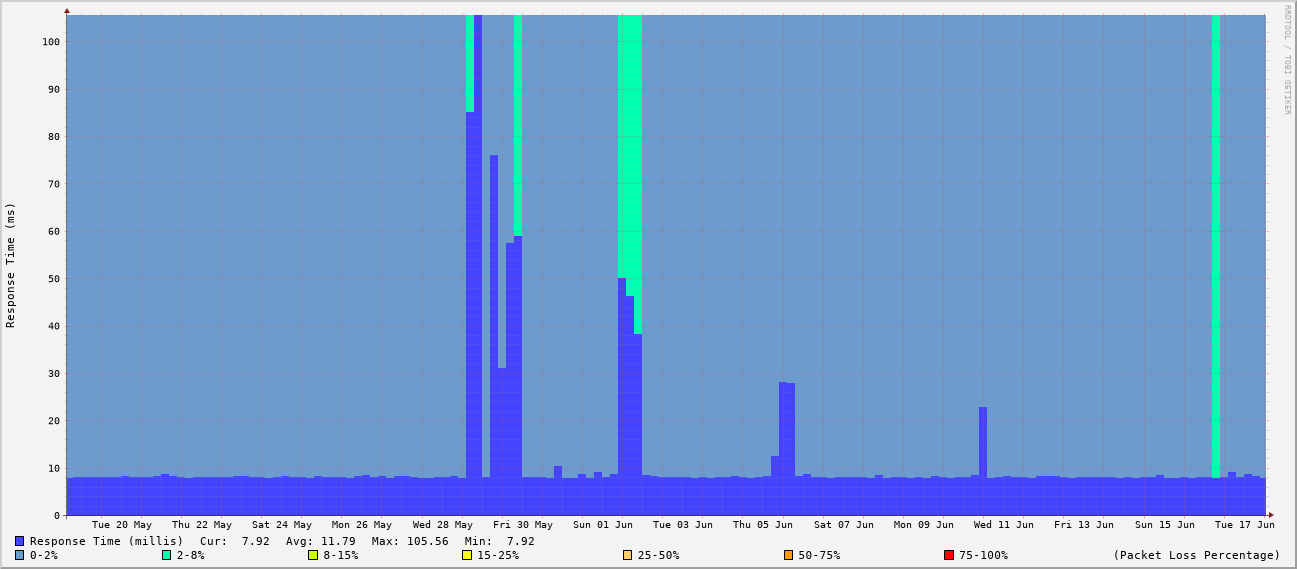 RRDTOOL / TOBI OETIKER
Response Time (ms)
100
90
80
70
60
50
40
30
20
10
0
Tue 20 May Thu 22 May Sat 24 May Mon 26 May Wed 28 May Fri 30 May Sun 01 Jun Tue 03 Jun Thu 05 Jun Sat 07 Jun Mon 09 Jun Wed 11 Jun Fri 13 Jun Sun 15 Jun Tue 17 Jun
Response Time (millis) Cur: 7.92 Avg: 11.79 Max: 105.56 Min: 7.92
0-2% 2-8% 8-15% 15-25% 25-50% 50-75% 75-100% (Packet Loss Percentage)